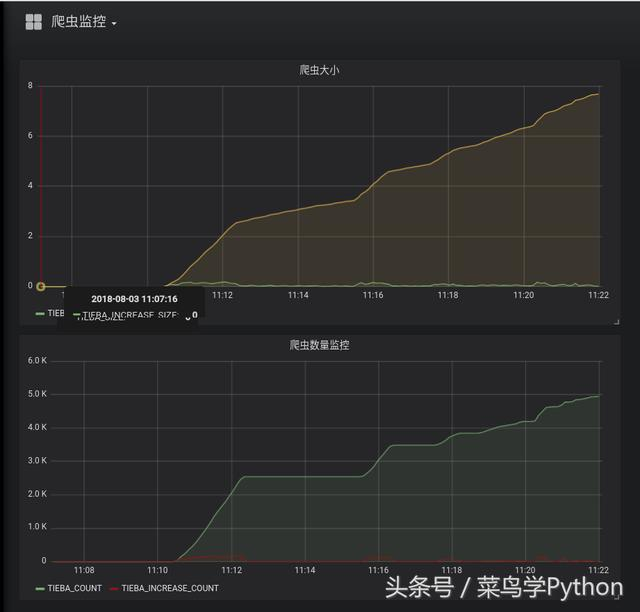 爬虫监控
爬虫大小
8
6
4
2
0
11:12 11:14 11:16 11:18 11:20 11:22
2018-08-03 11:07:16
TIEBA_INCREASE_SIZE: 0
爬虫数量监控
6.0 K
5.0 K
4.0 K
3.0 K
2.0 K
1.0 K
0
11:08 11:10 11:12 11:14 11:16 11:18 11:20 11:22
TIEBA_COUNT TIEBA_INCREASE_COUNT
头条号 / 菜鸟学Python